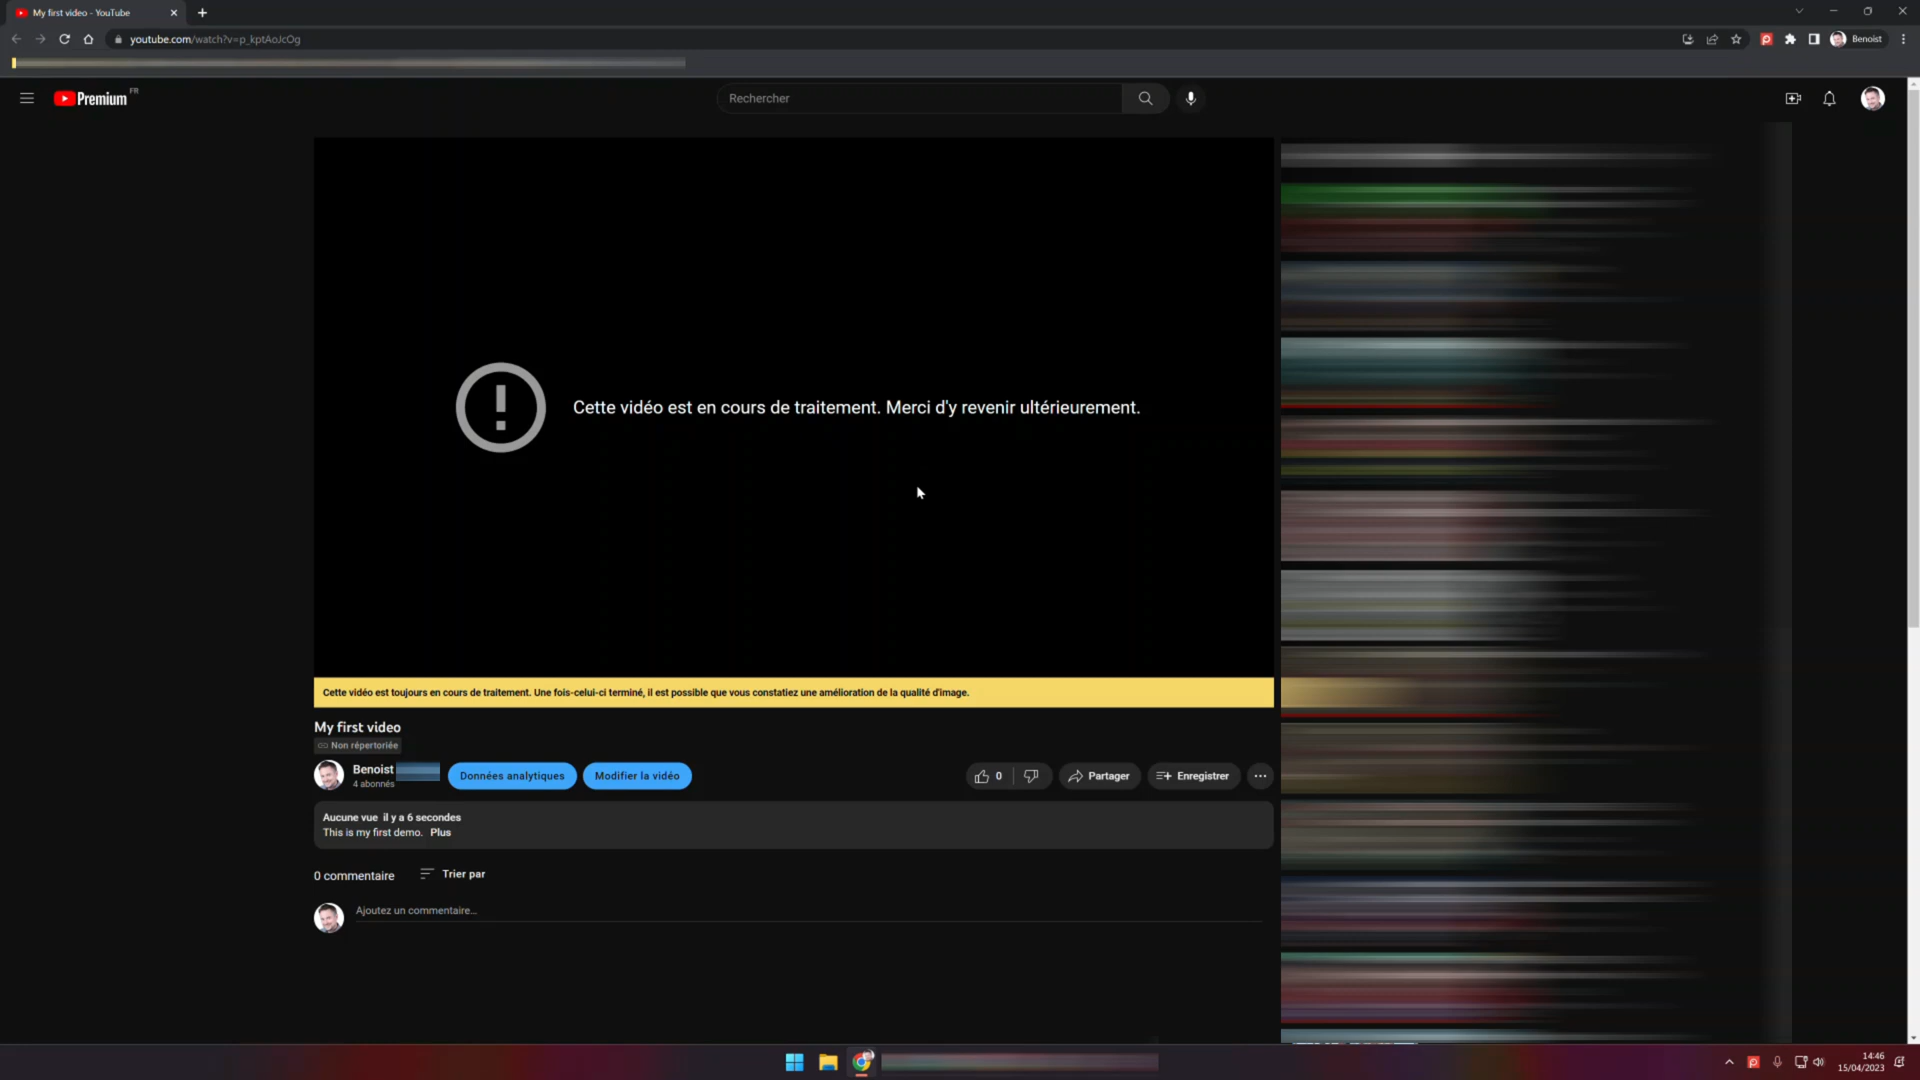 My first video - YouTube
youtube.com/watch?v=p_kptAoJcOg
Benoist
Premium FR
Rechercher
Cette vidéo est en cours de traitement. Merci d'y revenir ultérieurement.
Cette vidéo est toujours en cours de traitement. Une fois-celui-ci terminé, il est possible que vous constatiez une amélioration de la qualité d'image.
My first video
Non répertoriée
Benoist
4 abonnés
Données analytiques
Modifier la vidéo
0
Partager
Enregistrer
Aucune vue il y a 6 secondes
This is my first demo. Plus
0 commentaire
Trier par
Ajoutez un commentaire...
14:46
15/04/2023